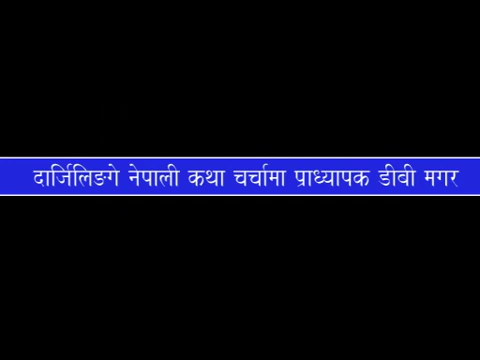 दार्जिलिङगे नेपाली कथा चर्चामा प्राध्यापक डीबी मगर